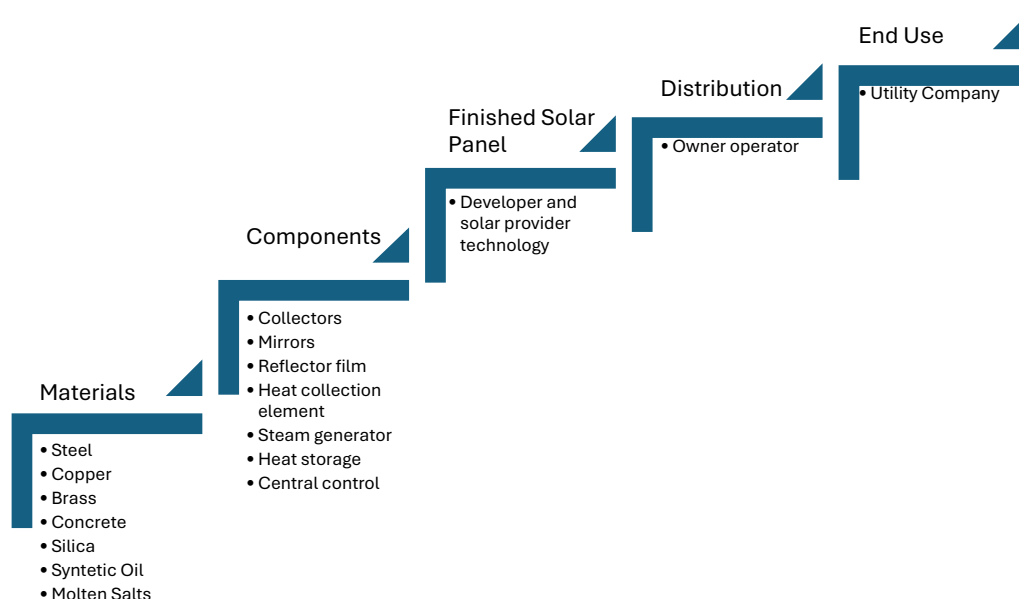 Materials
• Steel
• Copper
• Brass
• Concrete
• Silica
• Syntetic Oil
• Molten Salts
Components
• Collectors
• Mirrors
• Reflector film
• Heat collection
element
• Steam generator
• Heat storage
• Central control
Finished Solar
Panel
• Developer and
solar provider
technology
Distribution
• Owner operator
End Use
• Utility Company